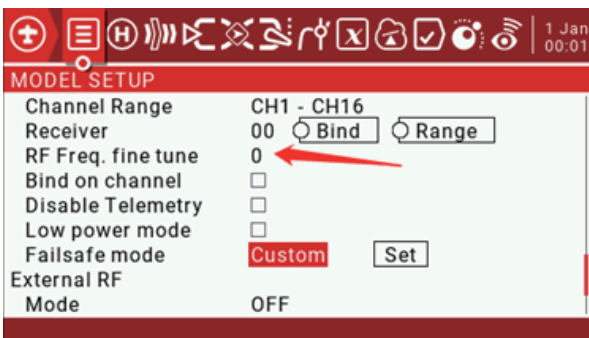 H X 1 Jan
00:01
MODEL SETUP
Channel Range CH1 - CH16
Receiver 00 Bind Range
RF Freq. fine tune 0
Bind on channel
Disable Telemetry
Low power mode
Failsafe mode Custom Set
External RF
Mode OFF